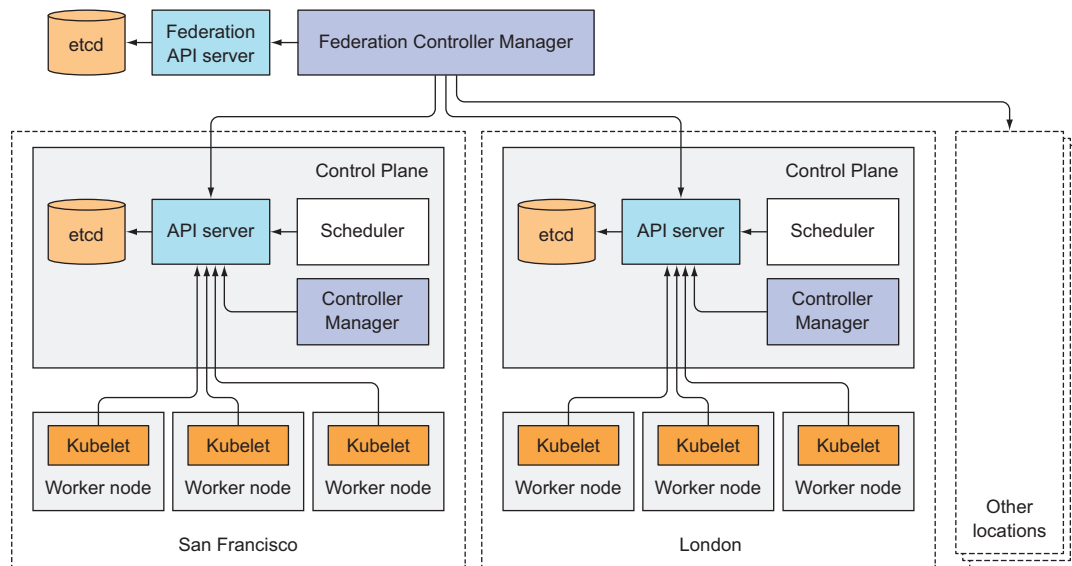 etcd
Federation
API server
Federation Controller Manager
Control Plane
etcd
API server
Scheduler
Controller
Manager
Kubelet
Kubelet
Kubelet
Worker node
Worker node
Worker node
San Francisco
Control Plane
etcd
API server
Scheduler
Controller
Manager
Kubelet
Kubelet
Kubelet
Worker node
Worker node
Worker node
London
Other
locations